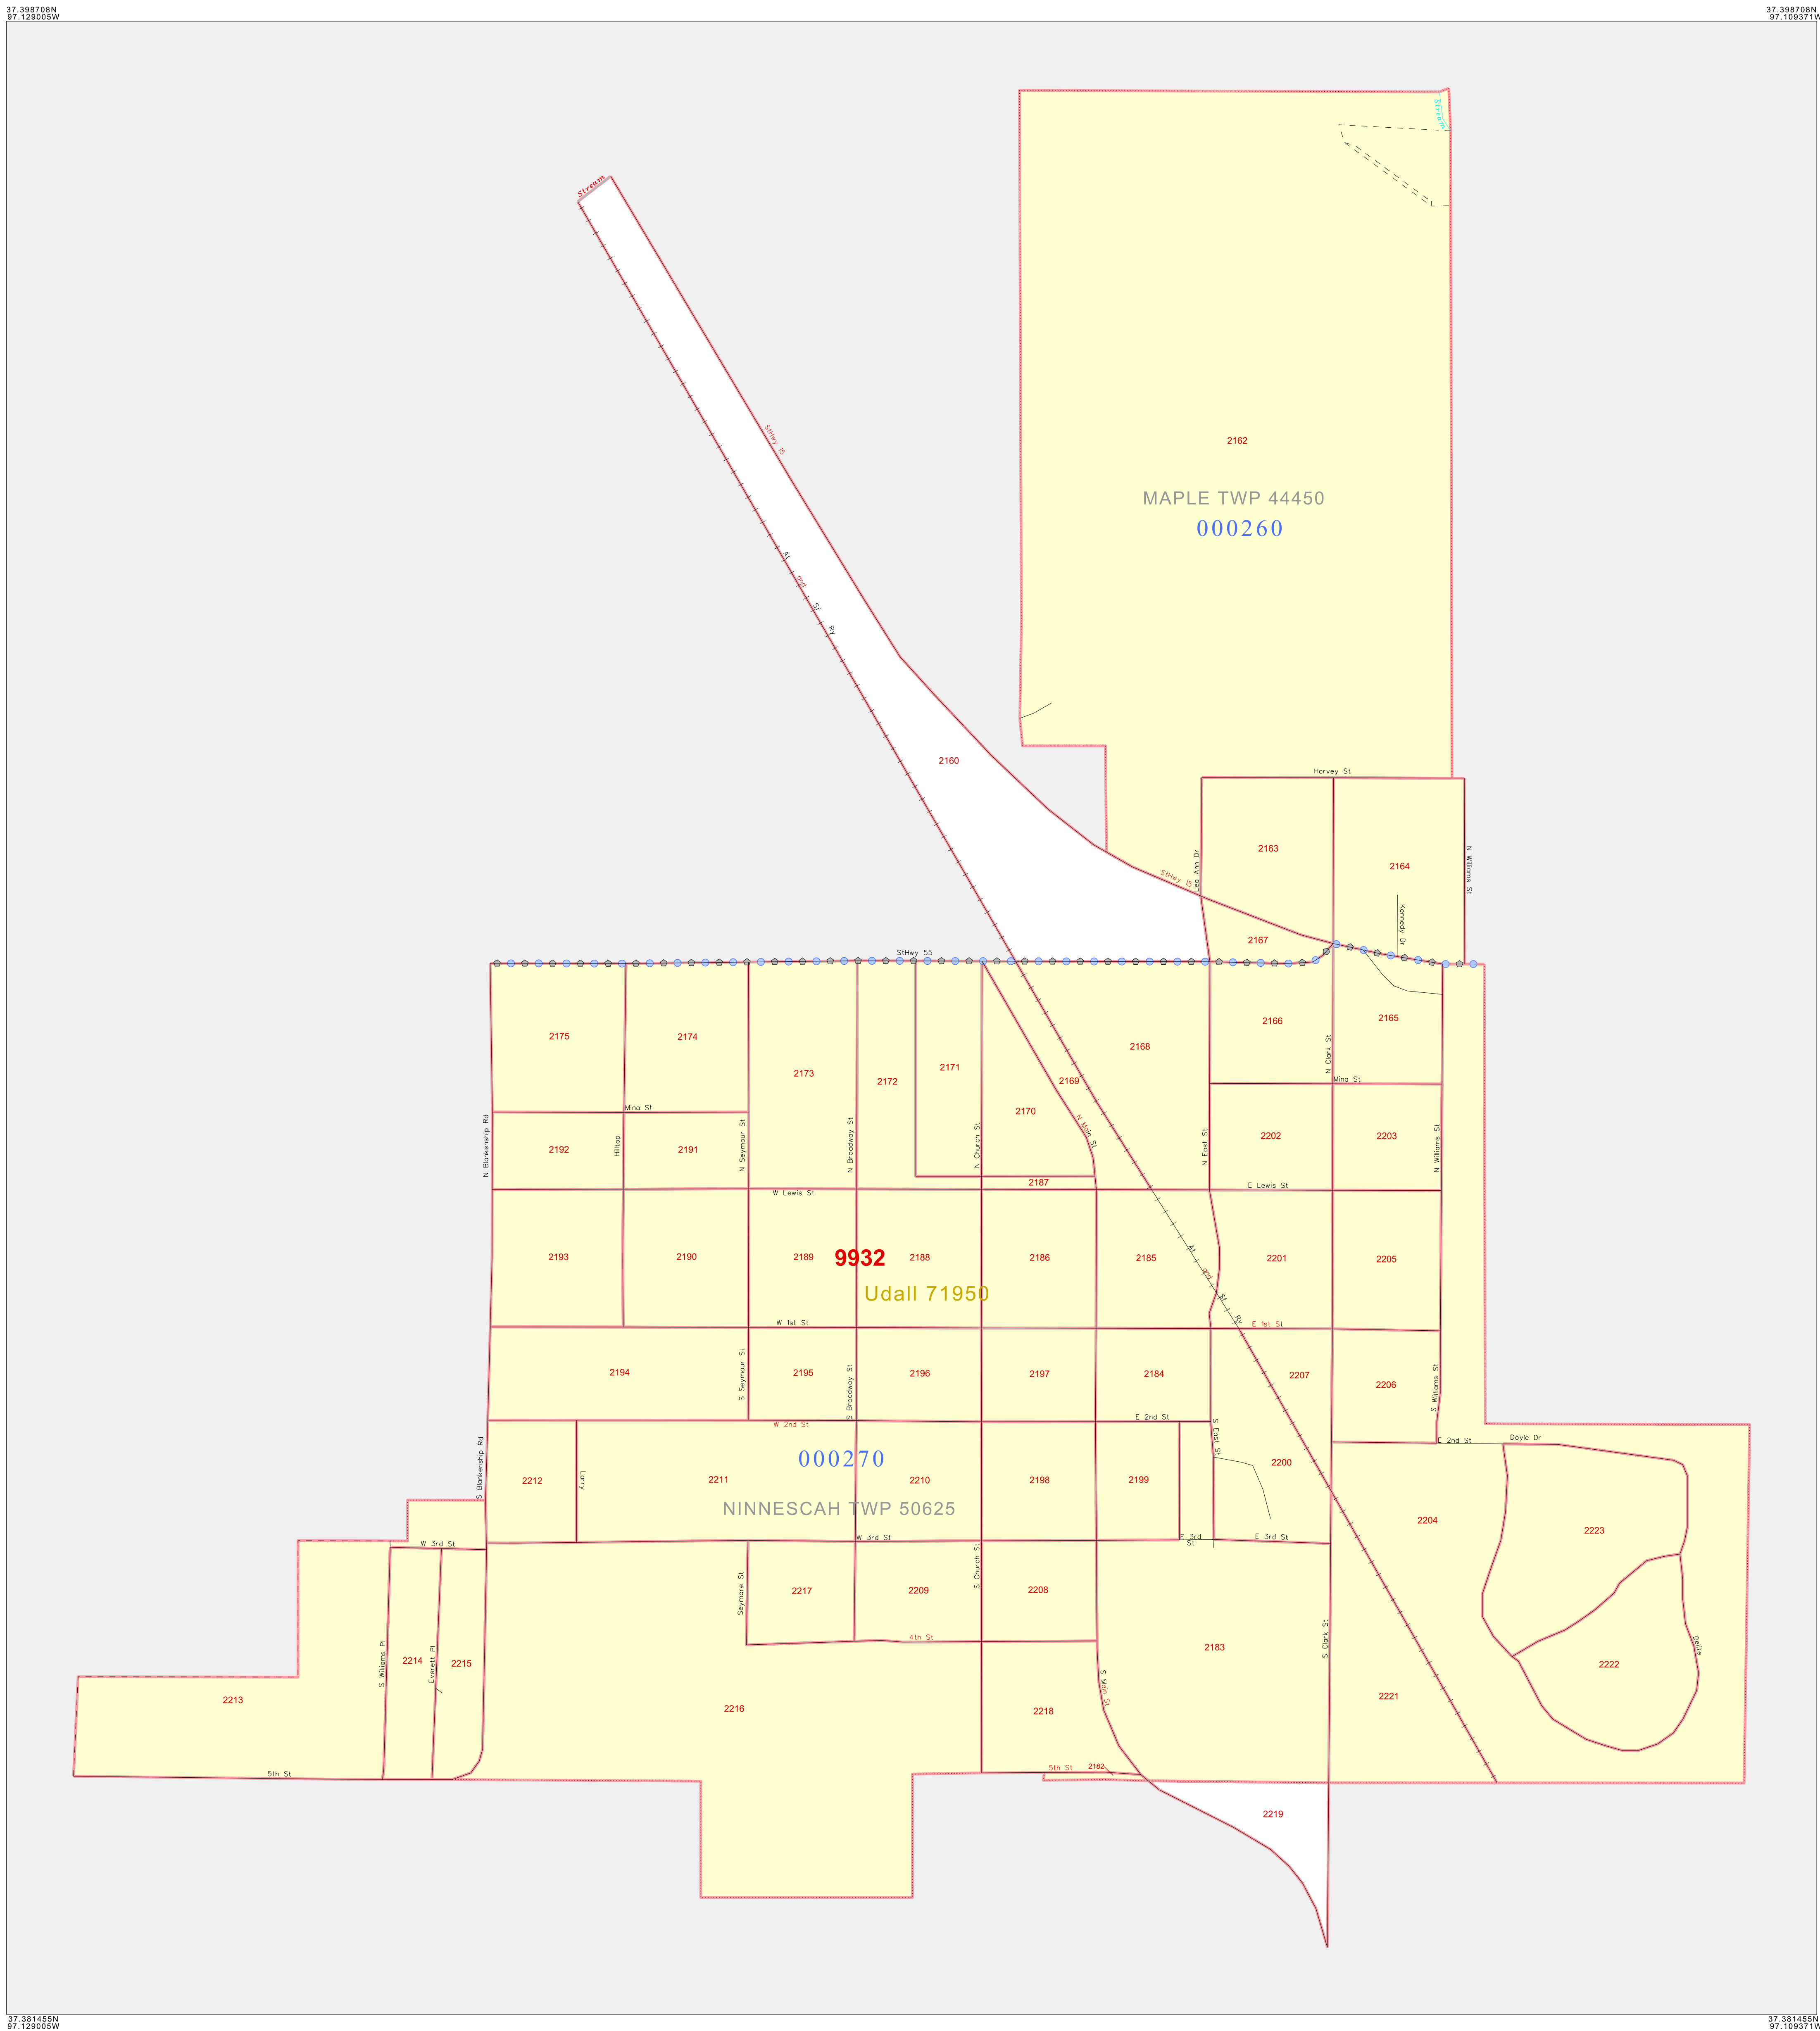 37.398708N
97.129005W
37.398708N
97.109371W
Stream
Stream
StHwy 15
2162
MAPLE TWP 44450
000260
At and Sf Ry
2160
Harvey St
2163
2164
Lea Ann Dr
N Williams St
StHwy 15
Kennedy Dr
2167
StHwy 55
2175
2174
2173
2172
2171
2170
2169
2168
2166
2165
N Clark St
Mina St
Mina St
N Blankenship Rd
Hilltop
N Seymour St
N Broadway St
N Church St
N Main St
N East St
N Williams St
2192
2191
2202
2203
2187
W Lewis St
E Lewis St
2193
2190
2189
9932
2188
2186
2185
2201
2205
Udall 71950
At and Sf Ry
W 1st St
E 1st St
2194
S Seymour St
2195
S Broadway St
2196
2197
2184
2207
2206
S Williams St
W 2nd St
E 2nd St
S East St
E 2nd St
Doyle Dr
S Blankenship Rd
2212
Larry
2211
000270
2210
2198
2199
2200
2204
2223
NINNESCAH TWP 50625
W 3rd St
W 3rd St
E 3rd St
E 3rd St
Seymore St
2217
2209
S Church St
2208
4th St
2183
S Clark St
Delite
2222
S Williams Pl
2214
Everett Pl
2215
2213
2216
S Main St
2218
2221
5th St
5th St
2182
2219
37.381455N
97.129005W
37.381455N
97.109371W